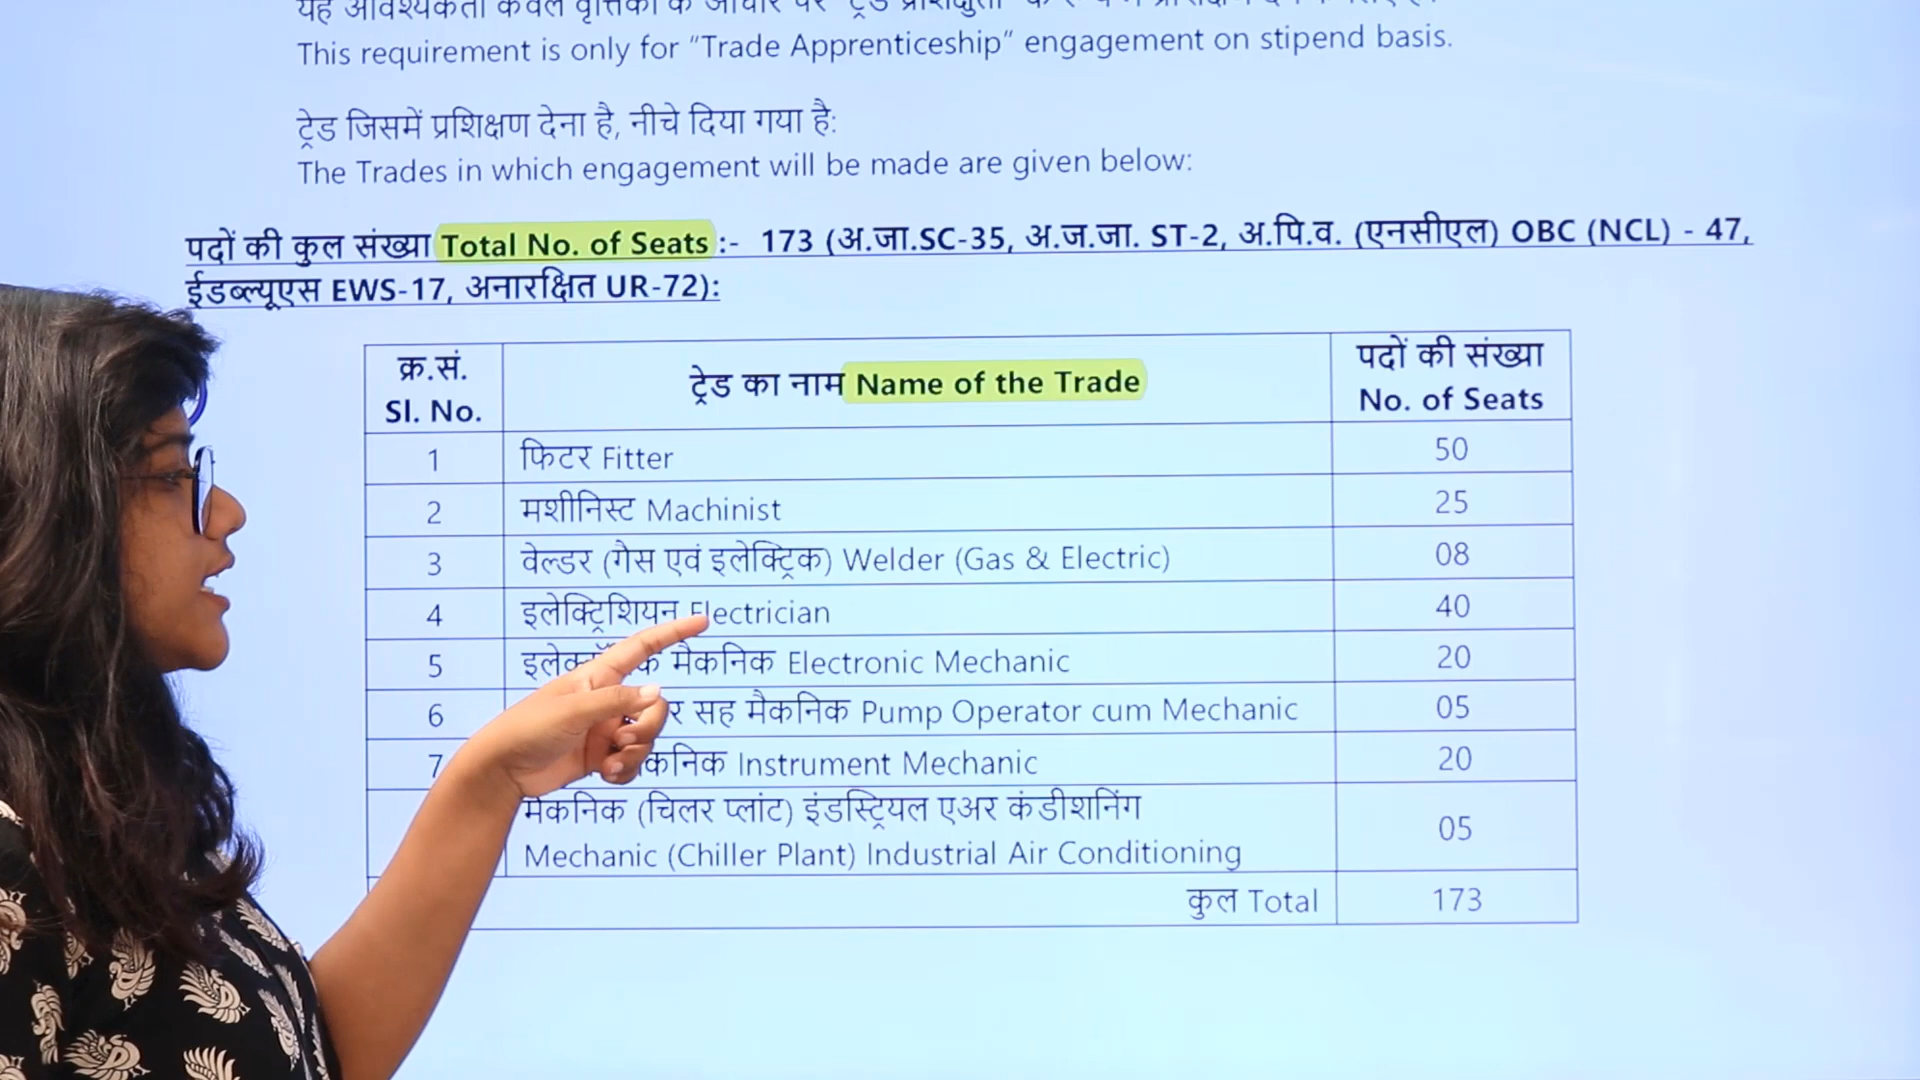 This requirement is only for “Trade Apprenticeship” engagement on stipend basis.
ट्रेड जिसमें प्रशिक्षण देना है, नीचे दिया गया है:
The Trades in which engagement will be made are given below:
पदों की कुल संख्या Total No. of Seats :- 173 (अ.जा.SC-35, अ.ज.जा. ST-2, अ.पि.व. (एनसीएल) OBC (NCL) - 47,
ईडब्ल्यूएस EWS-17, अनारक्षित UR-72):
क्र.सं. Sl. No. ट्रेड का नाम Name of the Trade पदों की संख्या No. of Seats
1 फिटर Fitter 50
2 मशीनिस्ट Machinist 25
3 वेल्डर (गैस एवं इलेक्ट्रिक) Welder (Gas & Electric) 08
4 इलेक्ट्रिशियन Electrician 40
5 मैकनिक Electronic Mechanic 20
6 सह मैकनिक Pump Operator cum Mechanic 05
7 Instrument Mechanic 20
मैकनिक (चिलर प्लांट) इंडस्ट्रियल एअर कंडीशनिंग
Mechanic (Chiller Plant) Industrial Air Conditioning 05
कुल Total 173